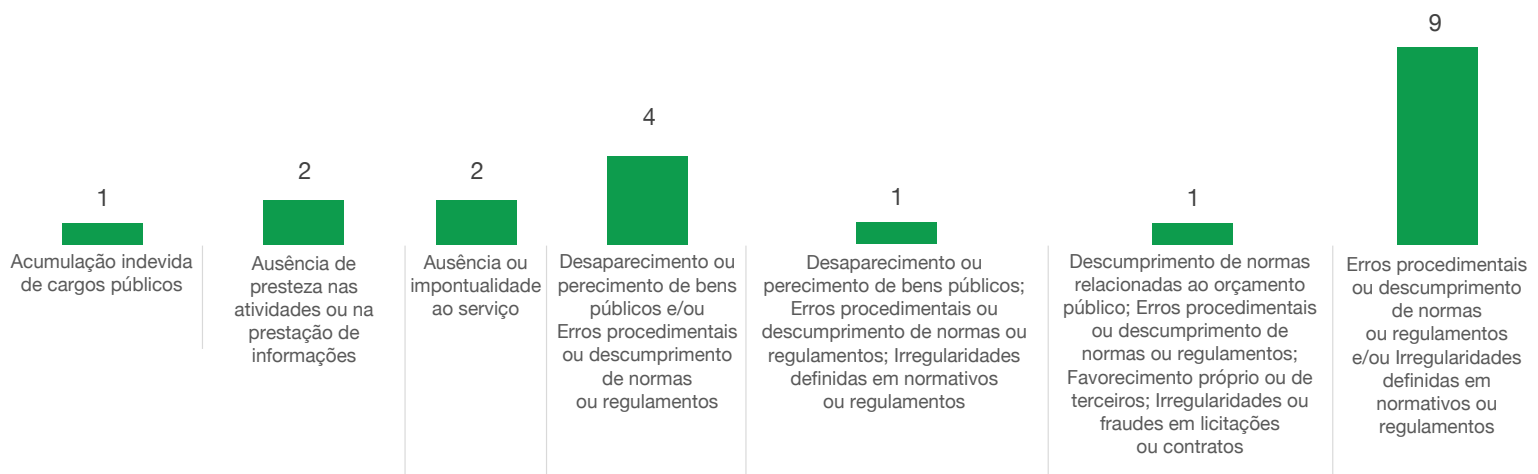 1
Acumulação indevida
de cargos públicos
2
Ausência de
presteza nas
atividades ou na
prestação de
informações
2
Ausência ou
impontualidade
ao serviço
4
Desaparecimento ou
perecimento de bens
públicos e/ou
Erros procedimentais
ou descumprimento
de normas
ou regulamentos
1
Desaparecimento ou
perecimento de bens públicos;
Erros procedimentais ou
descumprimento de normas ou
regulamentos; Irregularidades
definidas em normativos
ou regulamentos
1
Descumprimento de normas
relacionadas ao orçamento
público; Erros procedimentais
ou descumprimento de
normas ou regulamentos;
Favorecimento próprio ou de
terceiros; Irregularidades ou
fraudes em licitações
ou contratos
9
Erros procedimentais
ou descumprimento
de normas
ou regulamentos
e/ou Irregularidades
definidas em
normativos ou
regulamentos